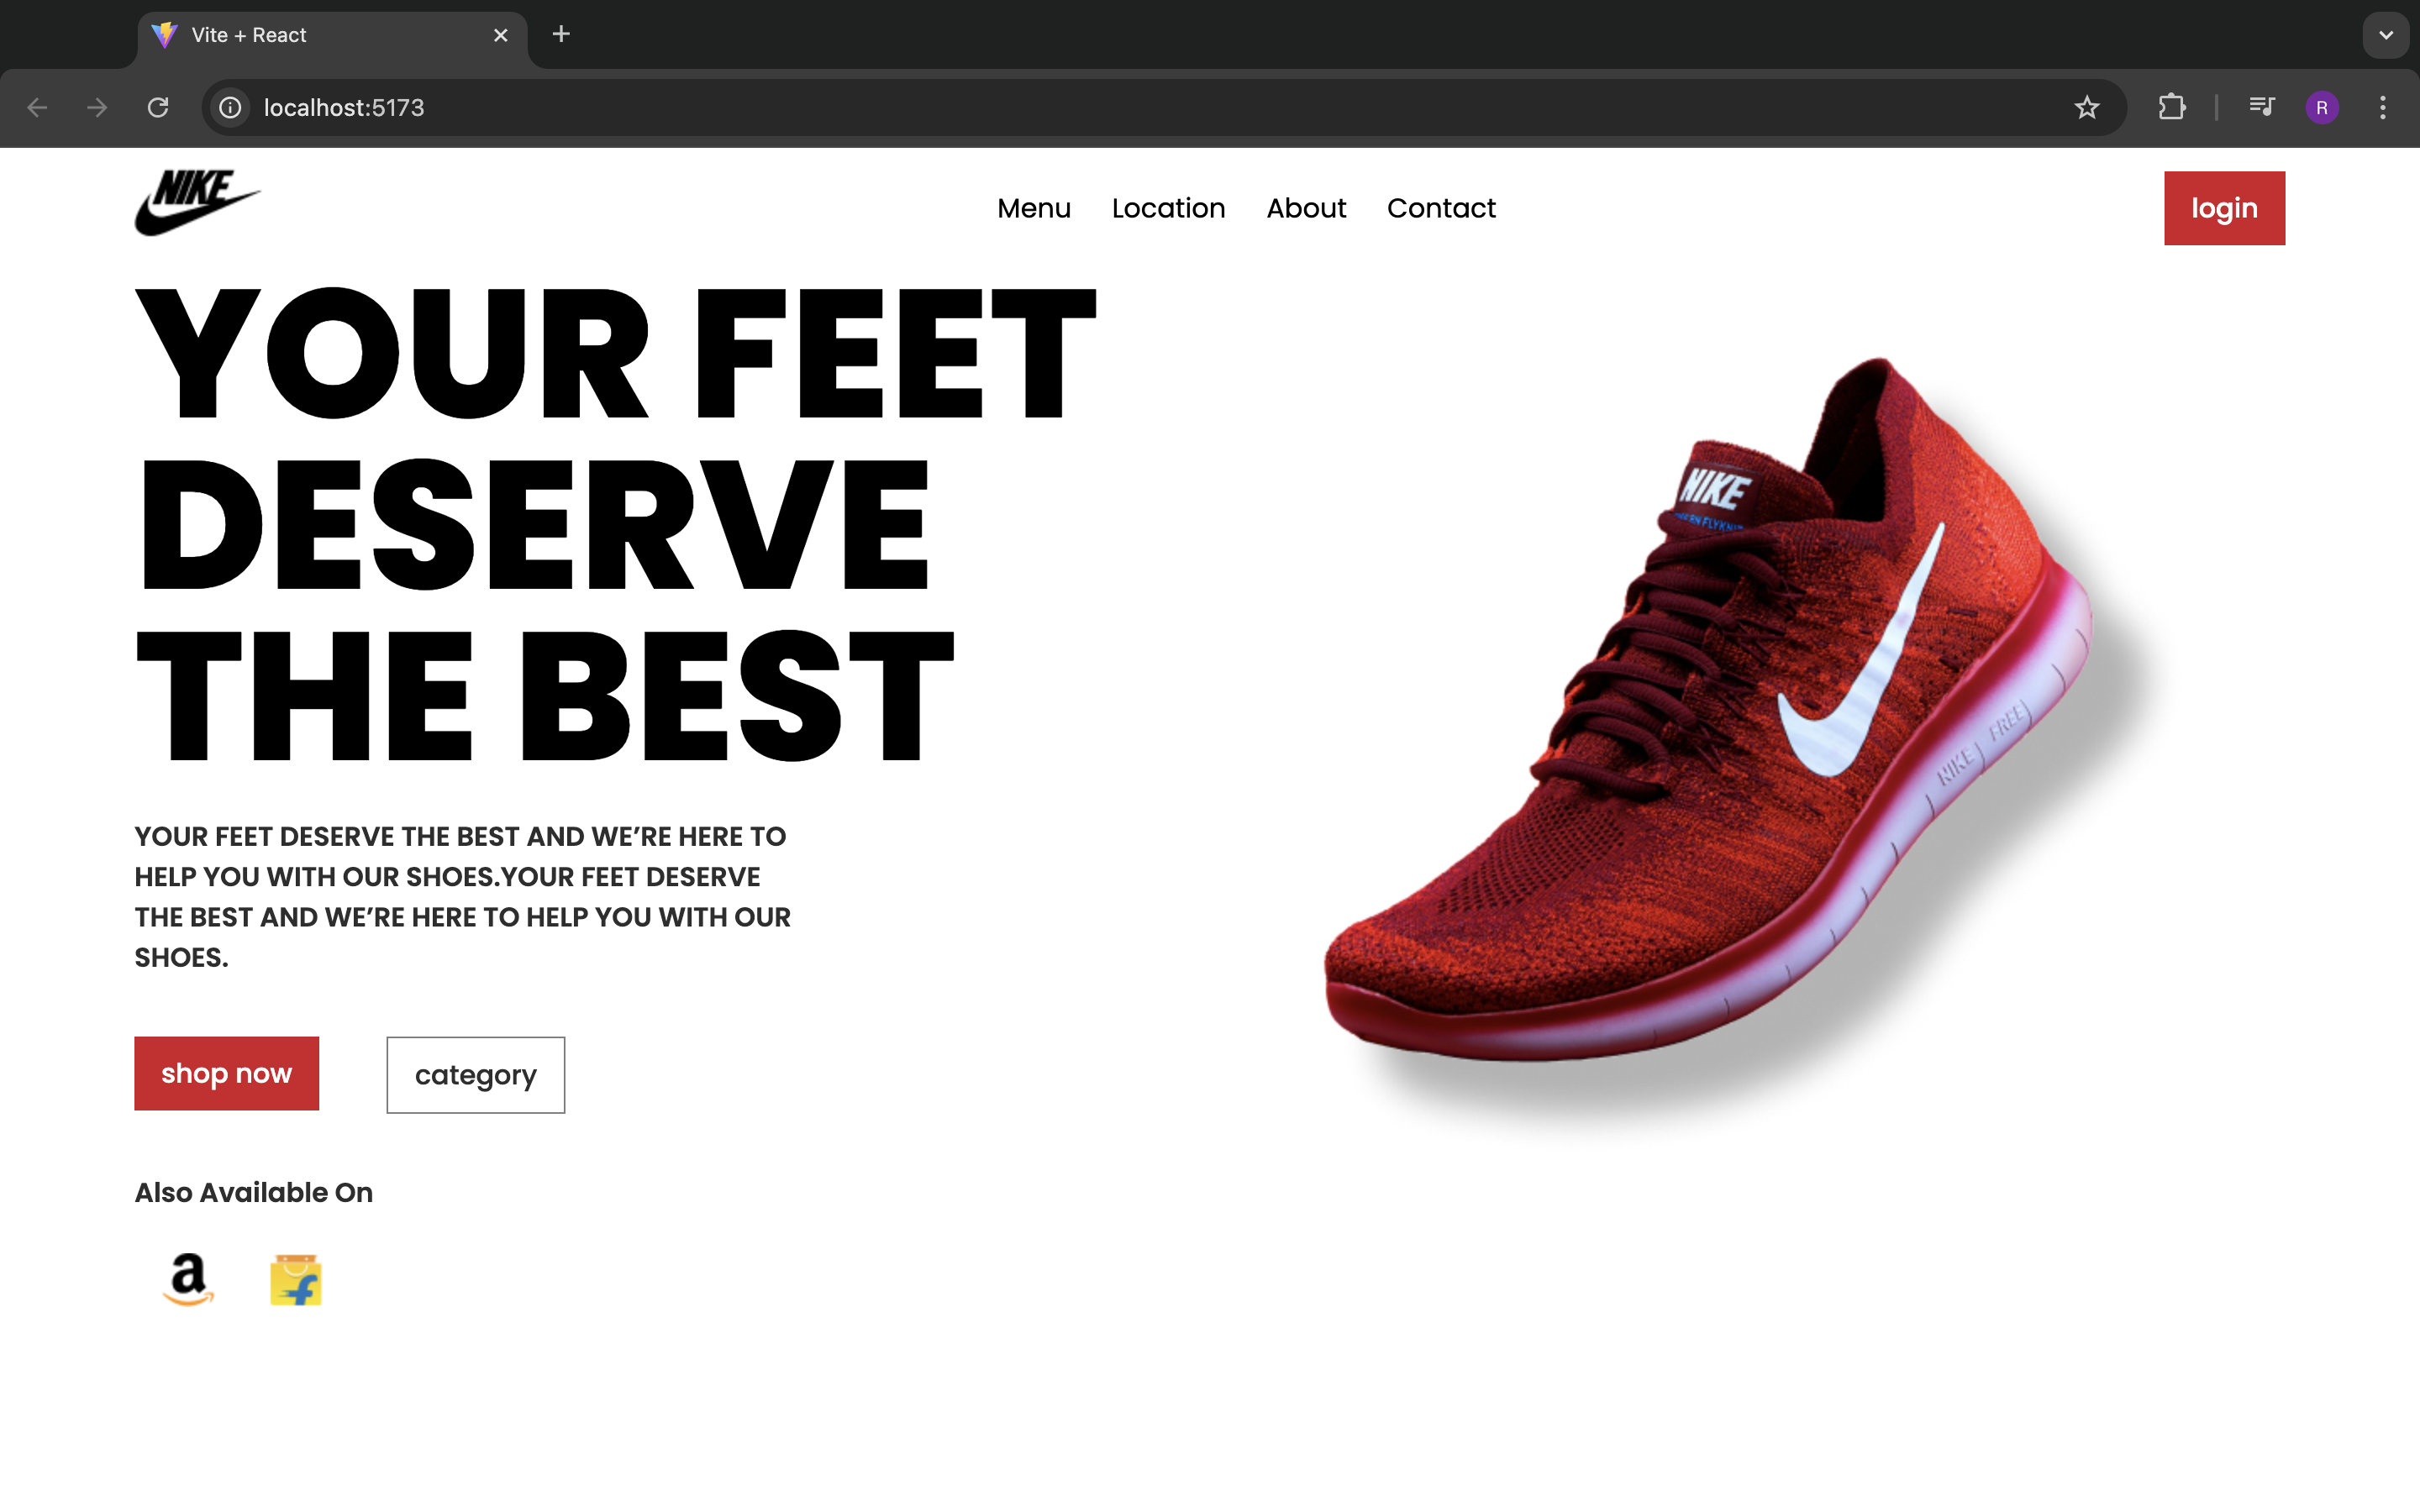 Vite + React
localhost:5173
NIKE
Menu Location About Contact
login
YOUR FEET
DESERVE
THE BEST
NIKE
NIKE FREE
YOUR FEET DESERVE THE BEST AND WE’RE HERE TO
HELP YOU WITH OUR SHOES.YOUR FEET DESERVE
THE BEST AND WE’RE HERE TO HELP YOU WITH OUR
SHOES.
shop now
category
Also Available On
a
f
R